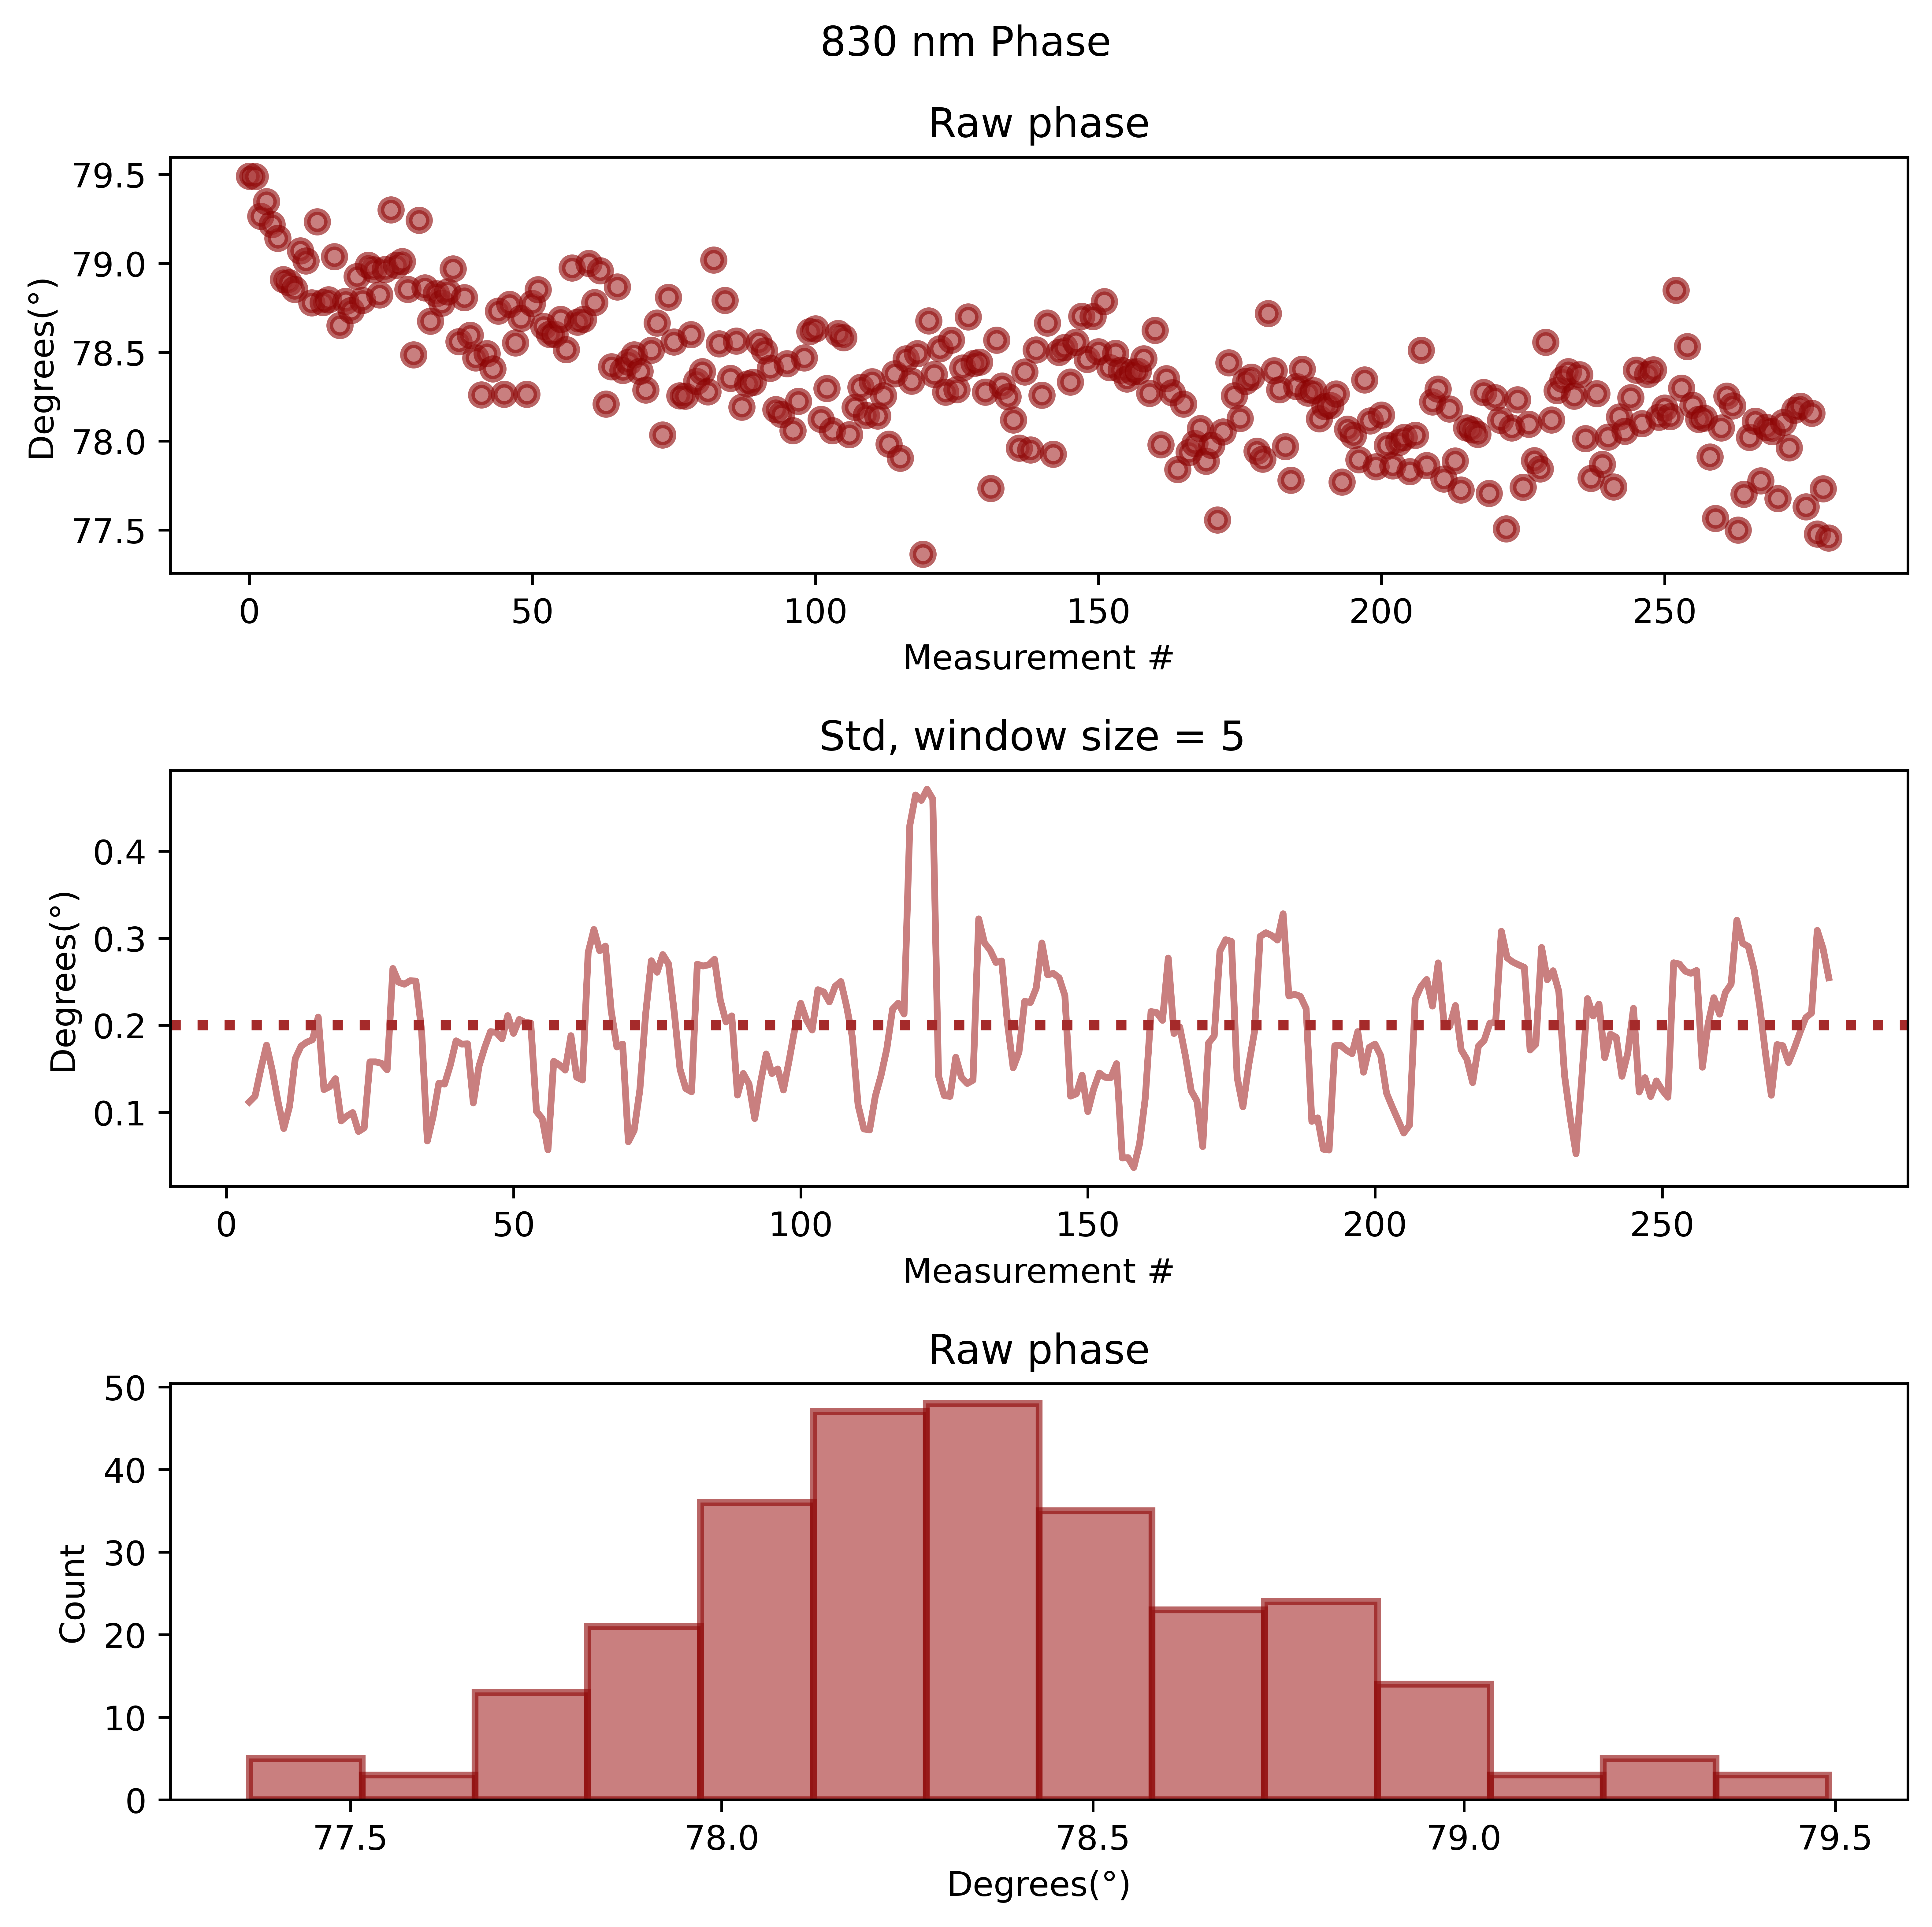 830 nm Phase
Raw phase
79.5
79.0
78.5
78.0
77.5
Degrees(°)
0 50 100 150 200 250
Measurement #
Std, window size = 5
0.4
0.3
0.2
0.1
Degrees(°)
0 50 100 150 200 250
Measurement #
Raw phase
50
40
30
20
10
0
Count
77.5 78.0 78.5 79.0 79.5
Degrees(°)